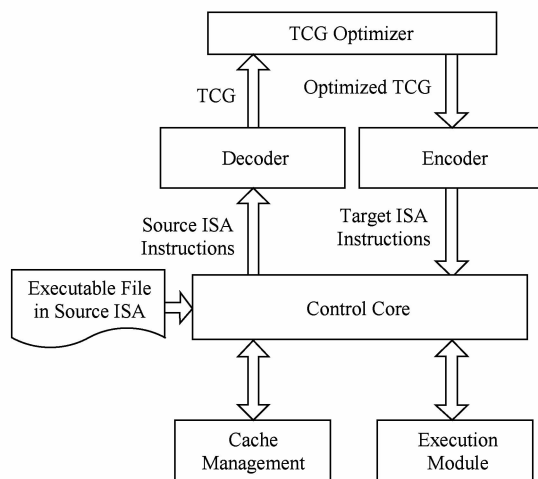 TCG Optimizer
TCG
Optimized TCG
Decoder
Encoder
Source ISA
Instructions
Target ISA
Instructions
Executable File
in Source ISA
Control Core
Cache
Management
Execution
Module